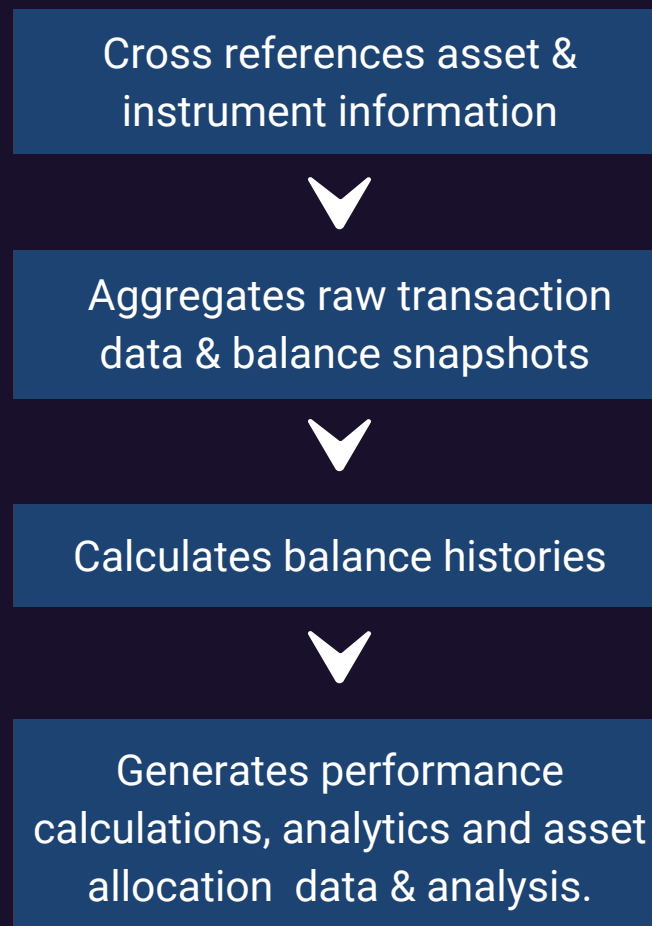 Cross references asset &
instrument information
Aggregates raw transaction
data & balance snapshots
Calculates balance histories
Generates performance
calculations, analytics and asset
allocation  data & analysis.